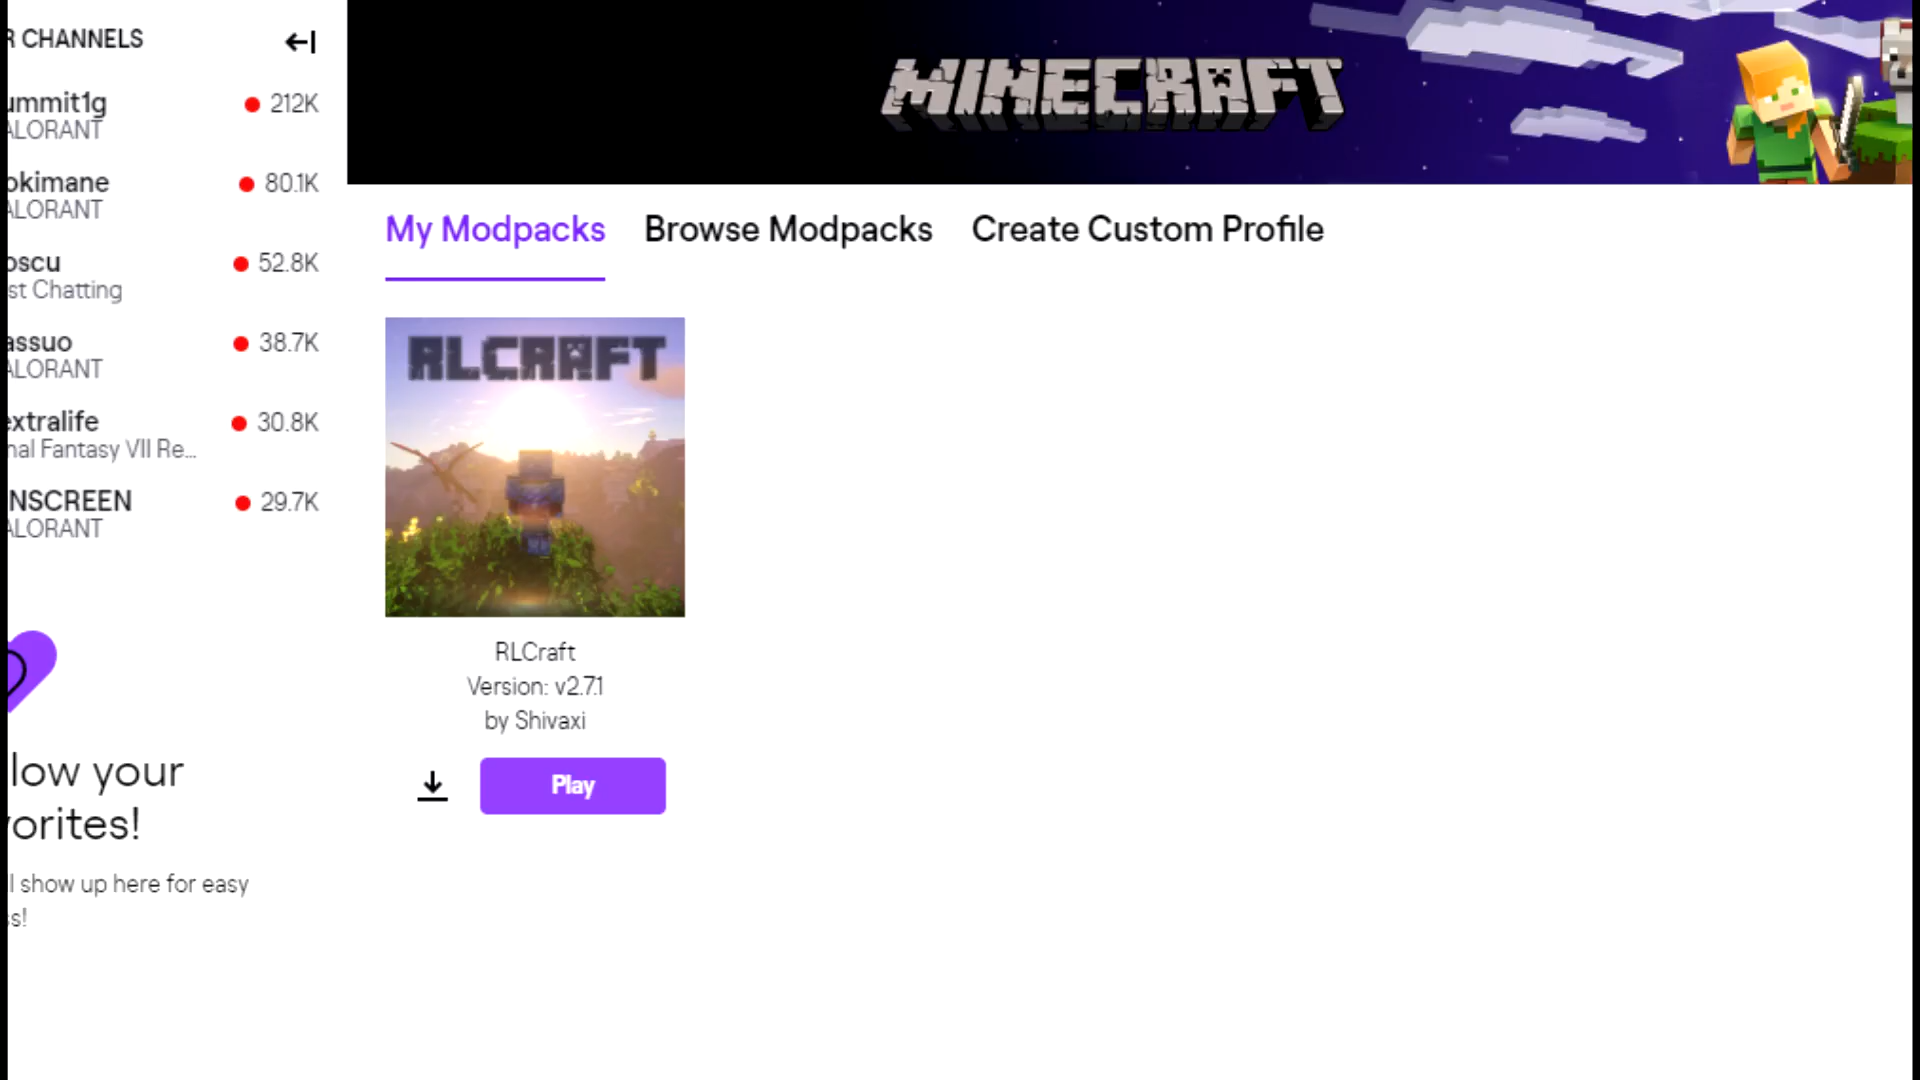 R CHANNELS
ummit1g
212K
ALORANT
okimane
80.1K
ALORANT
oscu
52.8K
st Chatting
assuo
38.7K
ALORANT
extralife
30.8K
nal Fantasy VII Re...
NSCREEN
29.7K
ALORANT
low your
vorites!
l show up here for easy
ss!
MINECRAFT
My Modpacks
Browse Modpacks
Create Custom Profile
RLCRAFT
RLCraft
Version: v2.7.1
by Shivaxi
Play